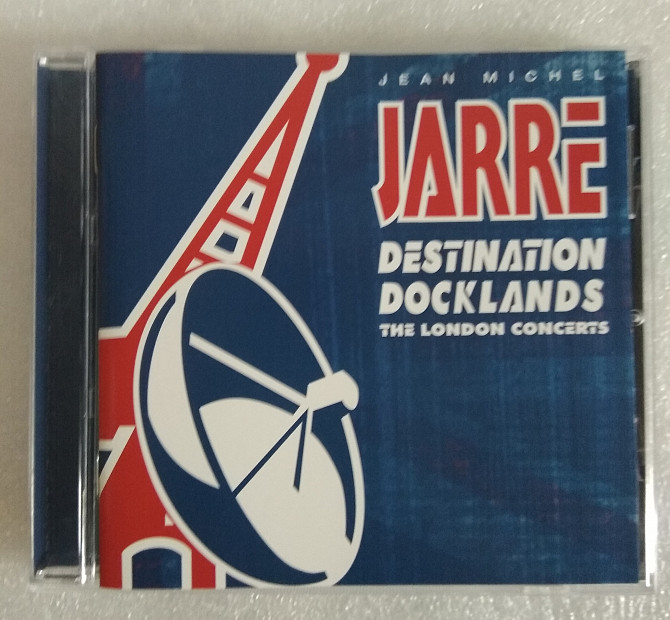 JEAN MICHEL
JARRE
DESTINATION
DOCKLANDS
THE LONDON CONCERTS